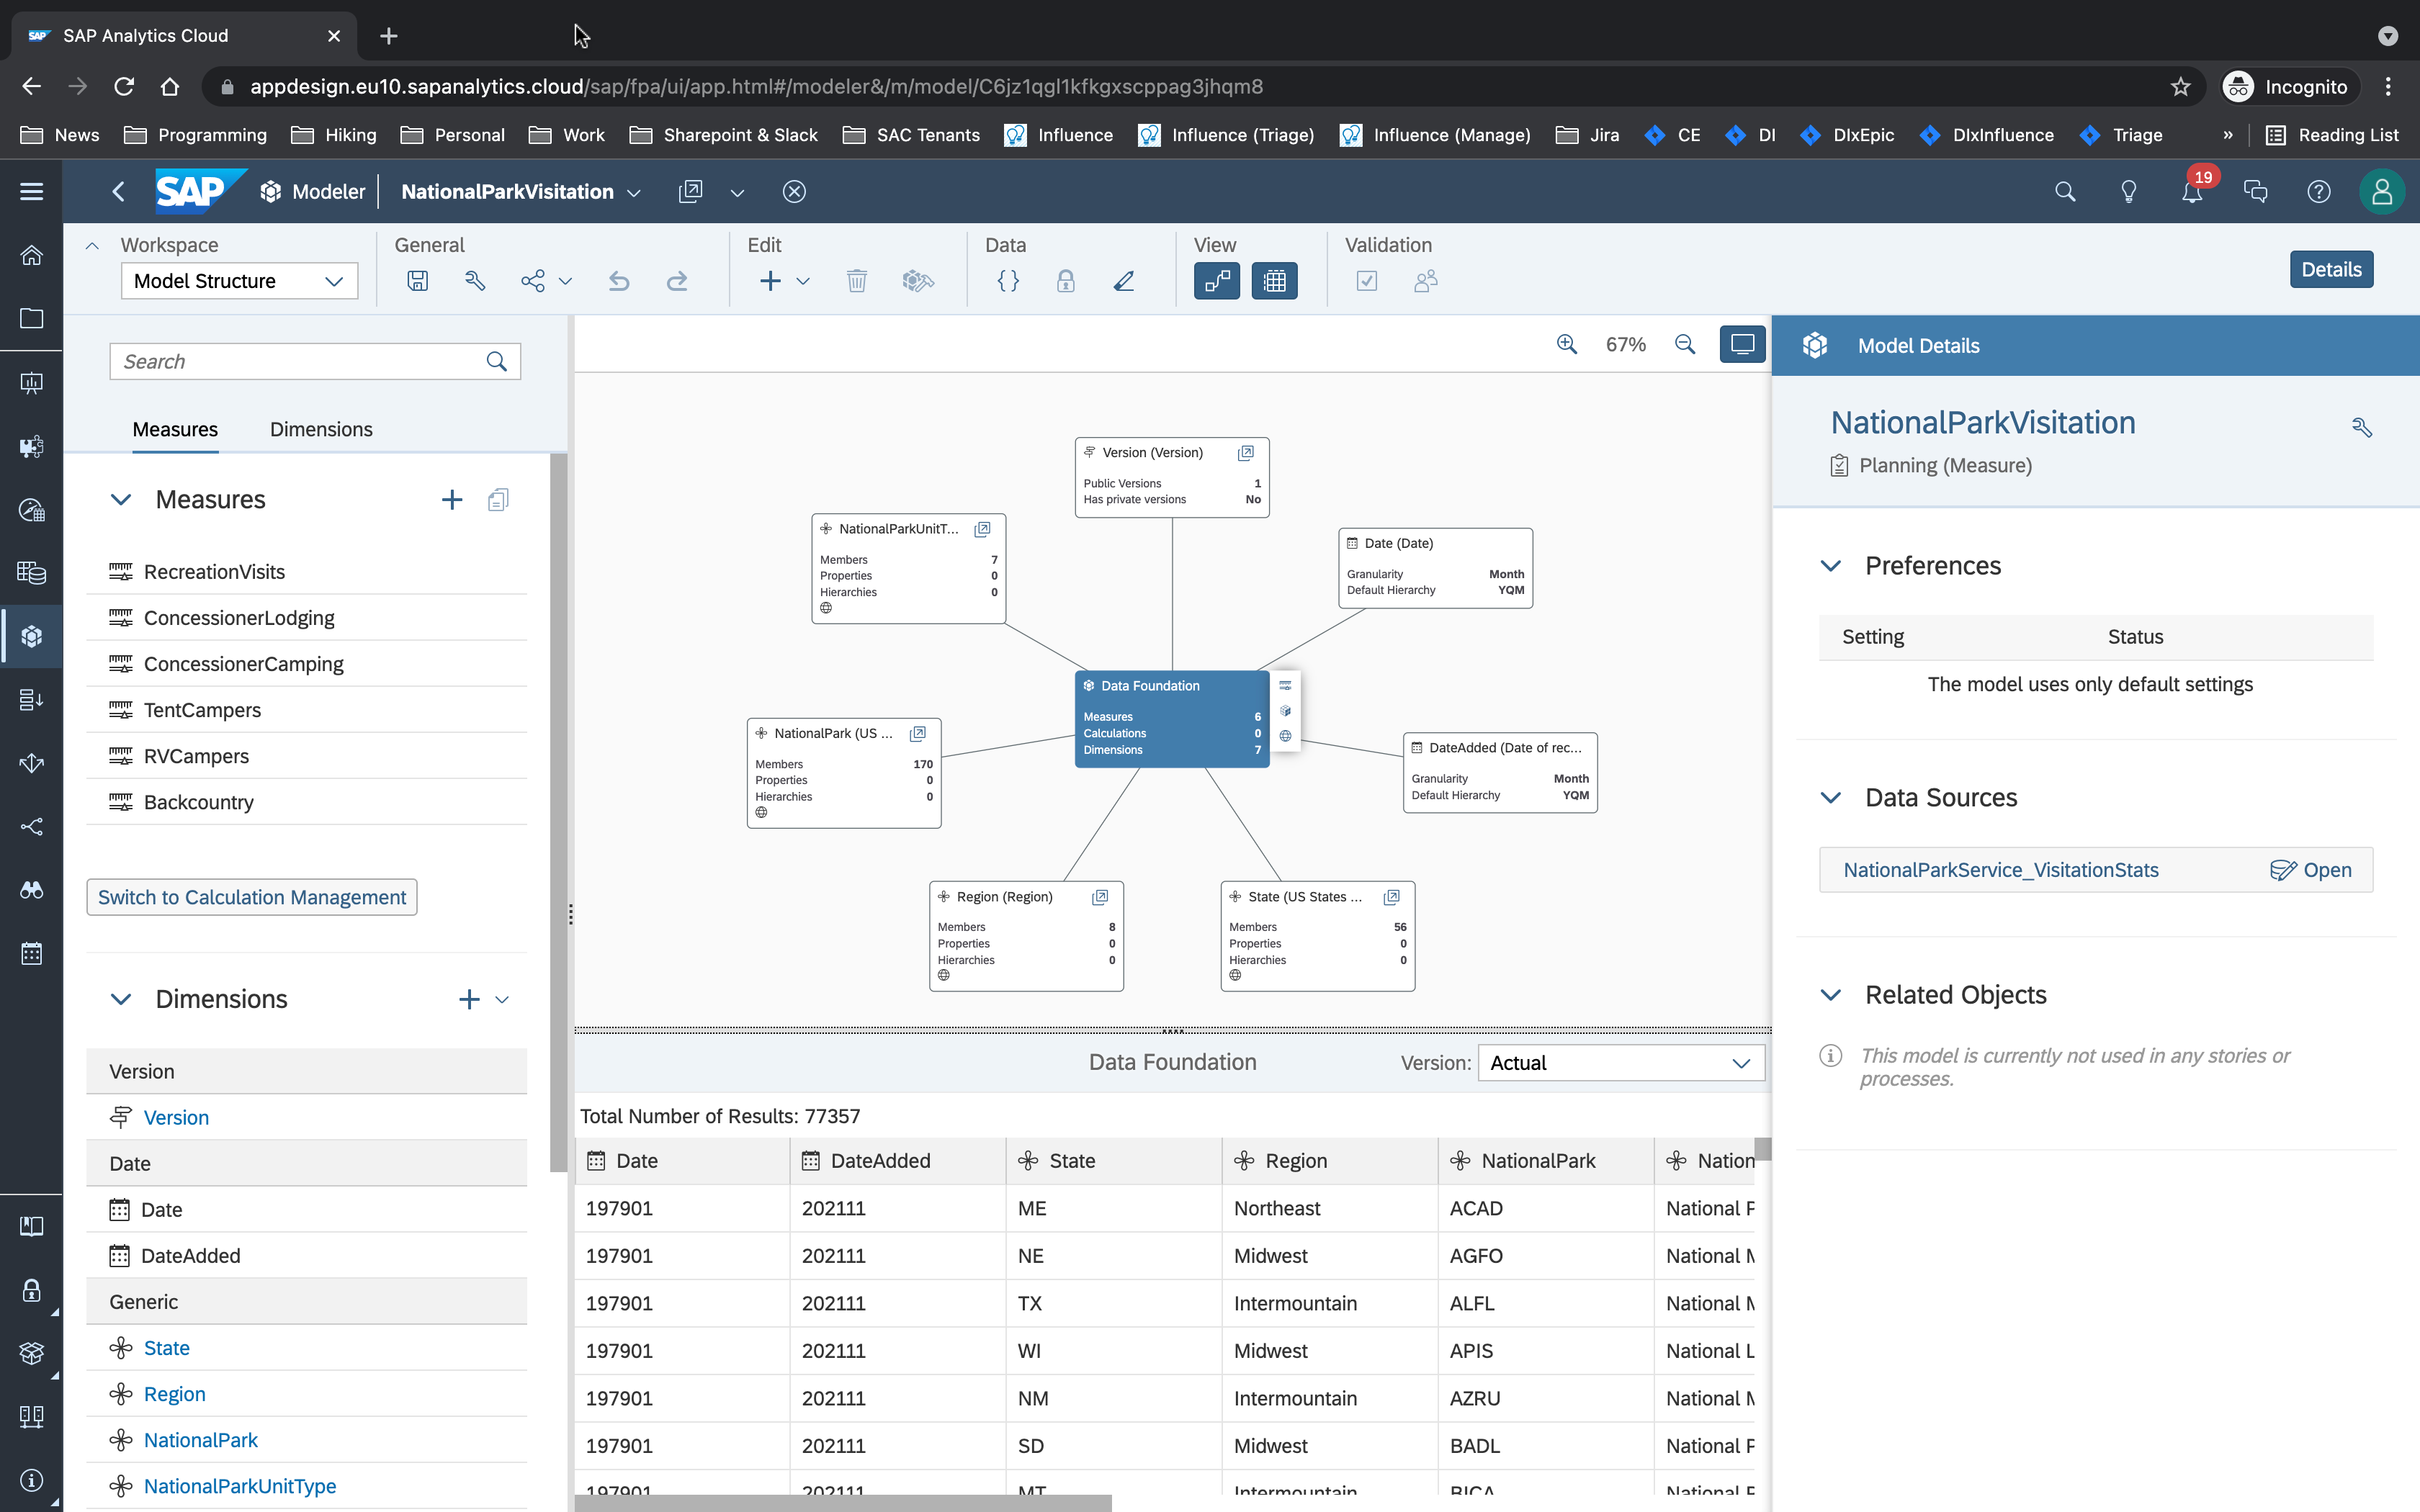 SAP SAP Analytics Cloud
appdesign.eu10.sapanalytics.cloud/sap/fpa/ui/app.html#/modeler&/m/model/C6jz1qgl1kfkgxscppag3jhqm8
Incognito
News Programming Hiking Personal Work Sharepoint & Slack SAC Tenants Influence Influence (Triage) Influence (Manage) Jira CE DI DIxEpic DIxInfluence Triage » Reading List
SAP Modeler NationalParkVisitation 19
Workspace General Edit Data View Validation
Model Structure
Details
Search
Measures Dimensions
Measures
RecreationVisits
ConcessionerLodging
ConcessionerCamping
TentCampers
RVCampers
Backcountry
Switch to Calculation Management
Dimensions
Version
Version
Date
Date
DateAdded
Generic
State
Region
NationalPark
NationalParkUnitType
67%
Version (Version)
Public Versions 1
Has private versions No
NationalParkUnitT...
Members 7
Properties 0
Hierarchies 0
Date (Date)
Granularity Month
Default Hierarchy YQM
Data Foundation
Measures 6
Calculations 0
Dimensions 7
NationalPark (US ...
Members 170
Properties 0
Hierarchies 0
DateAdded (Date of rec...
Granularity Month
Default Hierarchy YQM
Region (Region)
Members 8
Properties 0
Hierarchies 0
State (US States ...
Members 56
Properties 0
Hierarchies 0
Data Foundation
Version: Actual
Total Number of Results: 77357
Date DateAdded State Region NationalPark Nation
197901 202111 ME Northeast ACAD National P
197901 202111 NE Midwest AGFO National M
197901 202111 TX Intermountain ALFL National M
197901 202111 WI Midwest APIS National L
197901 202111 NM Intermountain AZRU National M
197901 202111 SD Midwest BADL National P
197901 202111 MT Intermountain BICA National P
Model Details
NationalParkVisitation
Planning (Measure)
Preferences
Setting Status
The model uses only default settings
Data Sources
NationalParkService_VisitationStats Open
Related Objects
This model is currently not used in any stories or
processes.